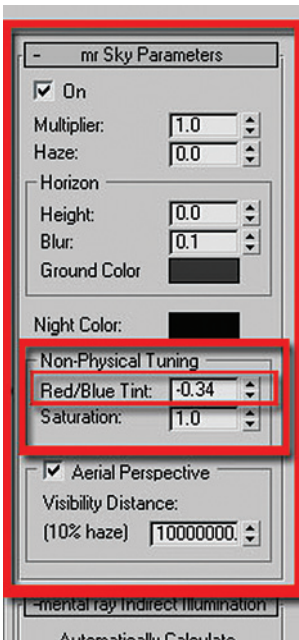 - mr Sky Parameters
On
Multiplier: 1.0
Haze: 0.0
Horizon
Height: 0.0
Blur: 0.1
Ground Color
Night Color:
Non-Physical Tuning
Red/Blue Tint: -0.34
Saturation: 1.0
Aerial Perspective
Visibility Distance:
(10% haze) 10000000.
-mental ray Indirect Illumination
Automatically Calculate